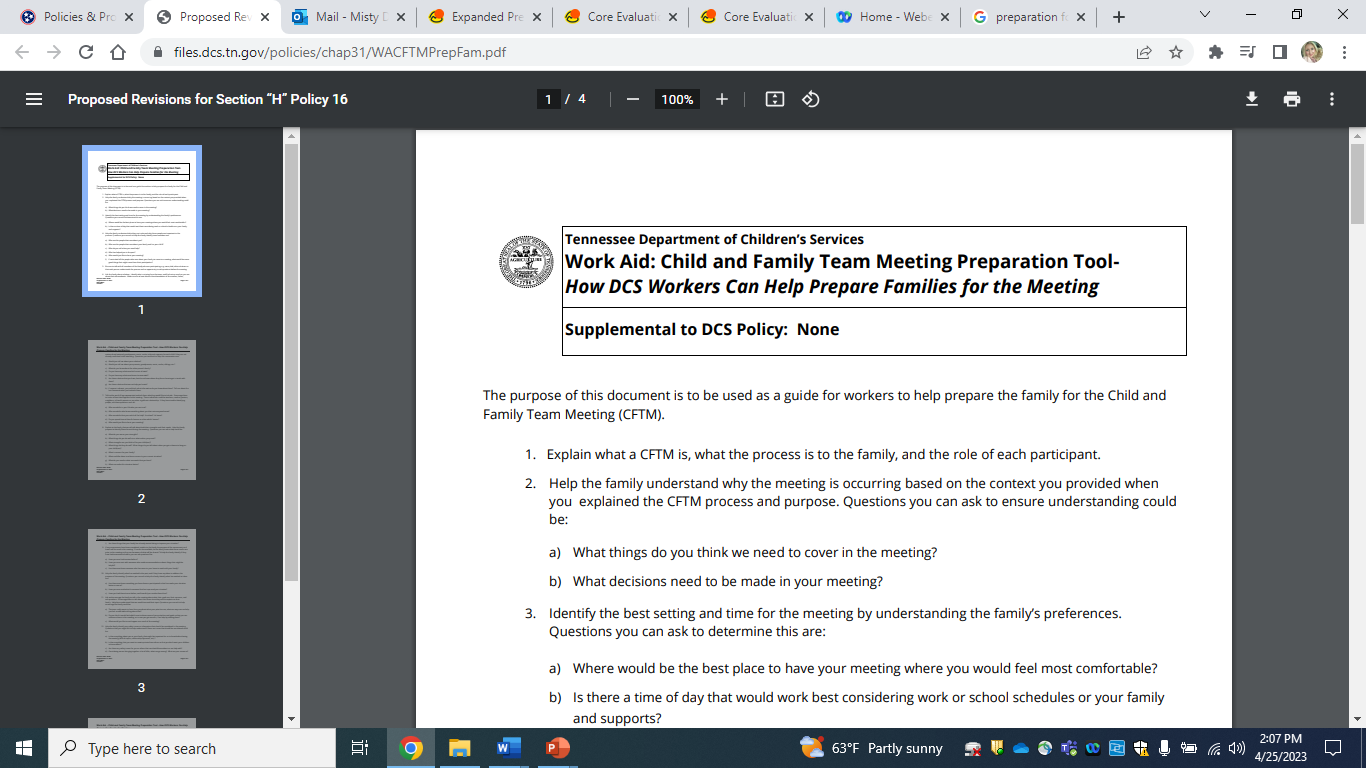 Policies & Pro
Proposed Rev
Mail - Misty D
Expanded Pre
Core Evaluati
Core Evaluati
Home - Webe
preparation fo
files.dcs.tn.gov/policies/chap31/WACFTMPrepFam.pdf
Proposed Revisions for Section “H” Policy 16
1 / 4
100%
1
2
3
AGRICULTURE
1796
Tennessee Department of Children’s Services
Work Aid: Child and Family Team Meeting Preparation Tool-
How DCS Workers Can Help Prepare Families for the Meeting
Supplemental to DCS Policy: None
The purpose of this document is to be used as a guide for workers to help prepare the family for the Child and
Family Team Meeting (CFTM).
1. Explain what a CFTM is, what the process is to the family, and the role of each participant.
2. Help the family understand why the meeting is occurring based on the context you provided when
you explained the CFTM process and purpose. Questions you can ask to ensure understanding could
be:
a) What things do you think we need to cover in the meeting?
b) What decisions need to be made in your meeting?
3. Identify the best setting and time for the meeting by understanding the family’s preferences.
Questions you can ask to determine this are:
a) Where would be the best place to have your meeting where you would feel most comfortable?
b) Is there a time of day that would work best considering work or school schedules or your family
and supports?
Type here to search
63°F Partly sunny
2:07 PM
4/25/2023